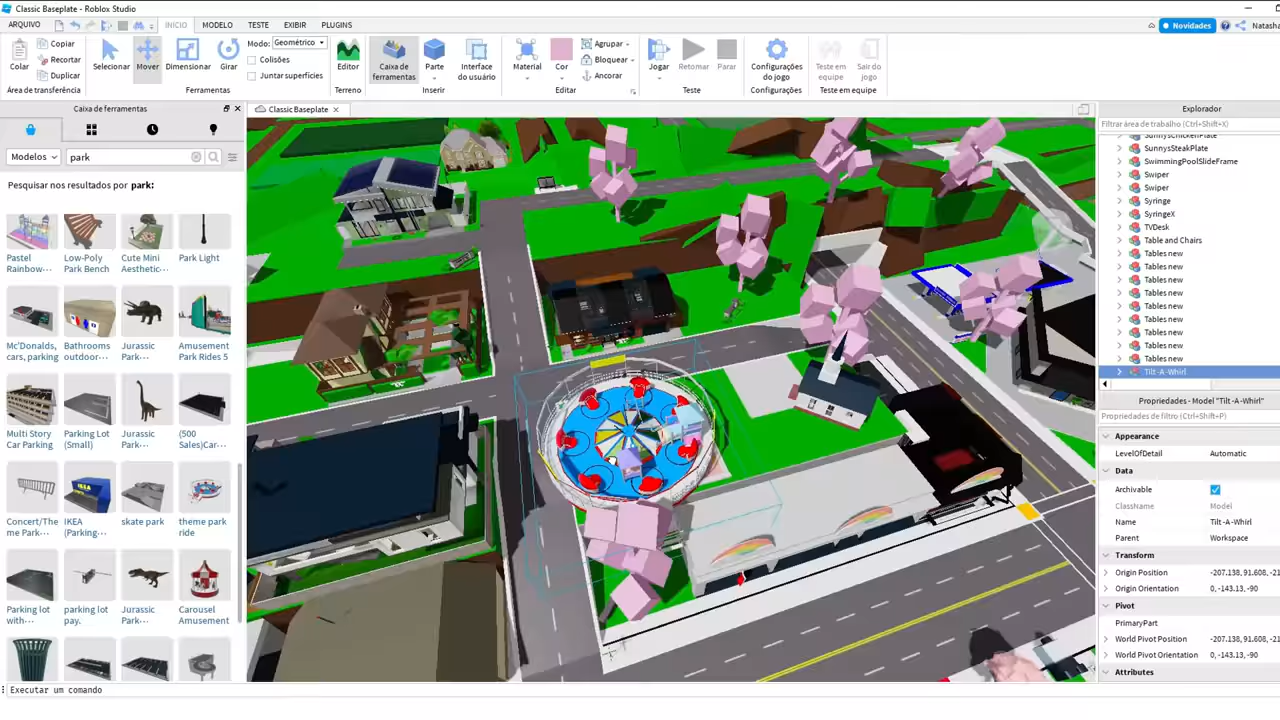 Classic Baseplate - Roblox Studio
ARQUIVO INÍCIO MODELO TESTE EXIBIR PLUGINS
Novidades Natasha
Colar
Copiar
Recortar
Duplicar
Área de transferência
Selecionar
Mover
Dimensionar
Girar
Modo: Geométrico
Colisões
Juntar superfícies
Ferramentas
Editor
Terreno
Caixa de
ferramentas
Parte
Interface
do usuário
Inserir
Material
Cor
Agrupar
Bloquear
Ancorar
Editar
Jogar
Retomar
Parar
Teste
Configurações
do jogo
Configurações
Teste em
equipe
Sair do
jogo
Teste em equipe
Caixa de ferramentas
Modelos
park
Pesquisar nos resultados por park:
Pastel
Rainbow···
Low-Poly
Park Bench
Cute Mini
Aesthetic···
Park Light
Mc'Donalds,
cars, parking
Bathrooms
outdoor···
Jurassic
Park···
Amusement
Park Rides 5
Multi Story
Car Parking
Parking Lot
(Small)
Jurassic
Park···
(500
Sales)Car···
Concert/The
me Park···
IKEA
(Parking···
skate park
theme park
ride
Parking lot
with···
parking lot
pay.
Jurassic
Park···
Carousel
Amusement
Classic Baseplate
Explorador
Filtrar área de trabalho (Ctrl+Shift+X)
SunnysChickenPlate
SunnysSteakPlate
SwimmingPoolSlideFrame
Swiper
Swiper
Syringe
SyringeX
TVDesk
Table and Chairs
Tables new
Tables new
Tables new
Tables new
Tables new
Tables new
Tables new
Tables new
Tables new
Tilt-A-Whirl
Propriedades - Model "Tilt-A-Whirl"
Propriedades de filtro (Ctrl+Shift+P)
Appearance
LevelOfDetail Automatic
Data
Archivable
ClassName Model
Name Tilt-A-Whirl
Parent Workspace
Transform
Origin Position -207.138, 91.608, -21
Origin Orientation 0, -143.13, -90
Pivot
PrimaryPart
World Pivot Position -207.138, 91.608, -21
World Pivot Orientation 0, -143.13, -90
Attributes
Executar um comando